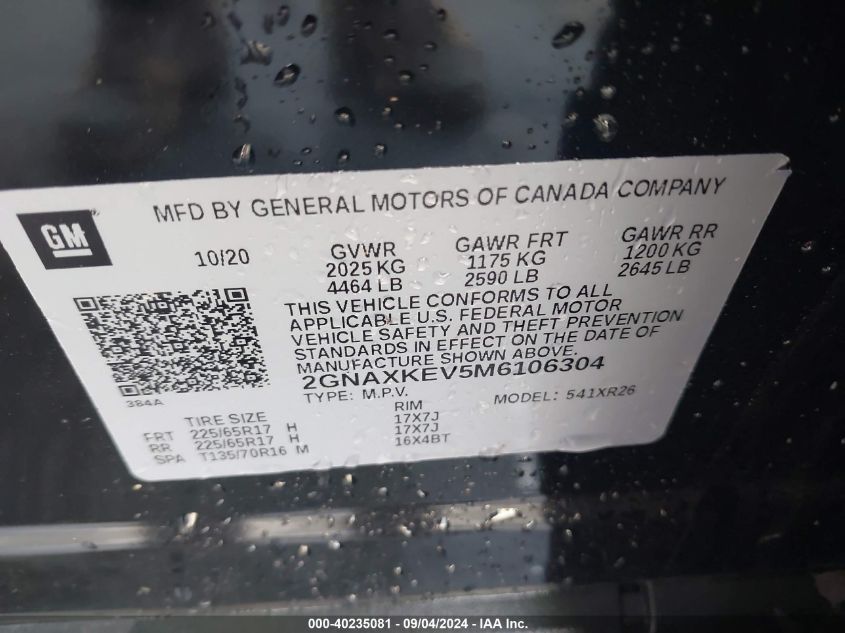 MFD BY GENERAL MOTORS OF CANADA COMPANY
GM
10/20
GVWR
2025 KG
4464 LB
GAWR FRT
1175 KG
2590 LB
GAWR RR
1200 KG
2645 LB
THIS VEHICLE CONFORMS TO ALL
APPLICABLE U.S. FEDERAL MOTOR
VEHICLE SAFETY AND THEFT PREVENTION
STANDARDS IN EFFECT ON THE DATE OF
MANUFACTURE SHOWN ABOVE.
2GNAXKEV5M6106304
TYPE: M.P.V. MODEL: 541XR26
384A
TIRE SIZE RIM
FRT 225/65R17 H 17X7J
RR 225/65R17 H 17X7J
SPA T135/70R16 M 16X4BT
000-40235081 - 09/04/2024 - IAA Inc.